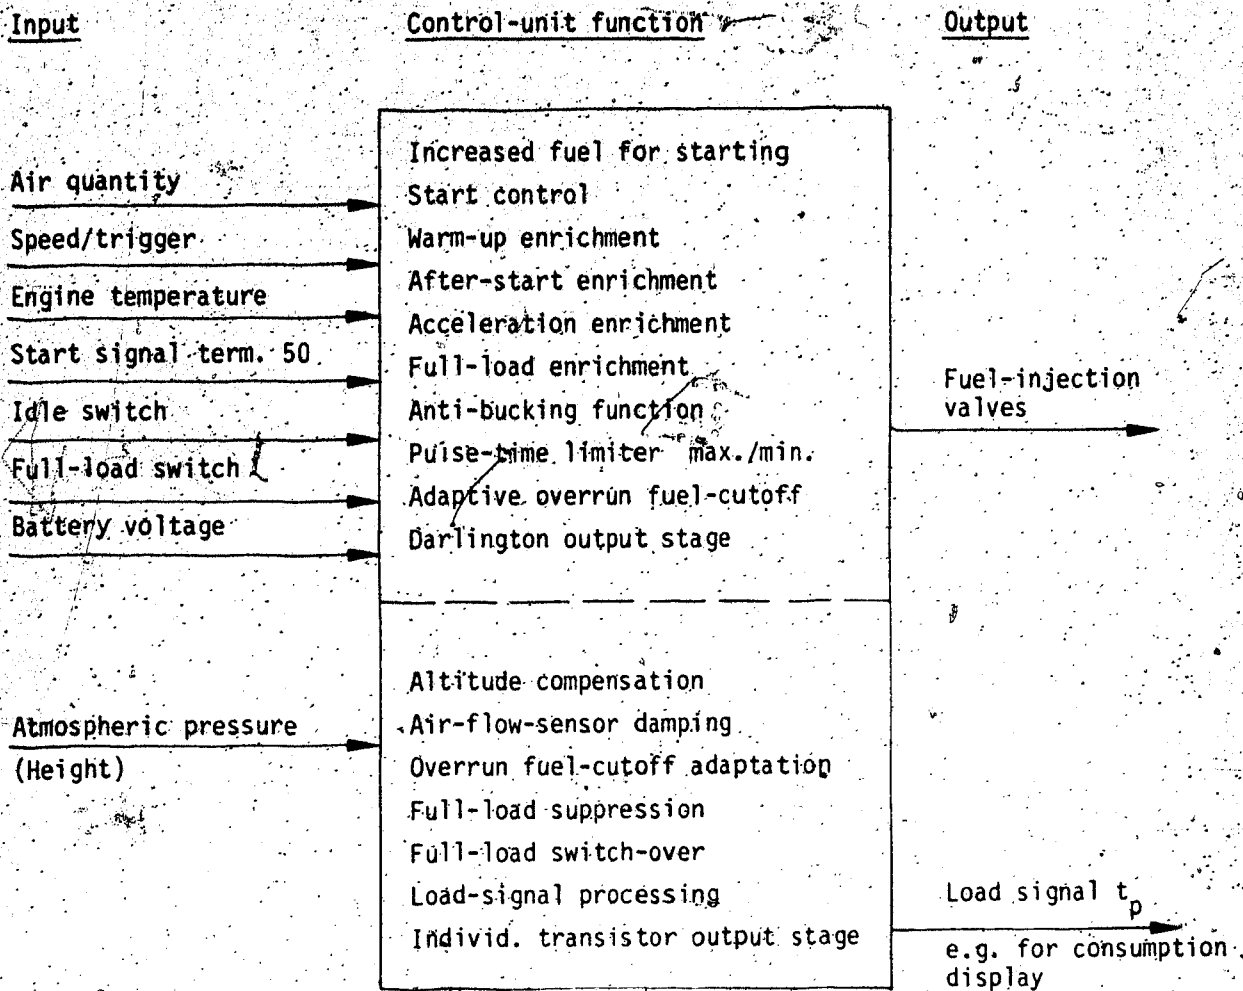 Input
Control-unit function
Output
Air quantity
Speed/trigger
Engine temperature
Start signal term. 50
Idle switch
Full-load switch
Battery voltage
Increased fuel for starting
Start control
Warm-up enrichment
After-start enrichment
Acceleration enrichment
Full-load enrichment
Anti-bucking function
Pulse-time limiter max./min.
Adaptive overrun fuel-cutoff
Darlington output stage
Fuel-injection
valves
Atmospheric pressure
(Height)
Altitude compensation
Air-flow-sensor damping
Overrun fuel-cutoff adaptation
Full-load suppression
Full-load switch-over
Load-signal processing
Individ. transistor output stage
Load signal tp
e.g. for consumption
display